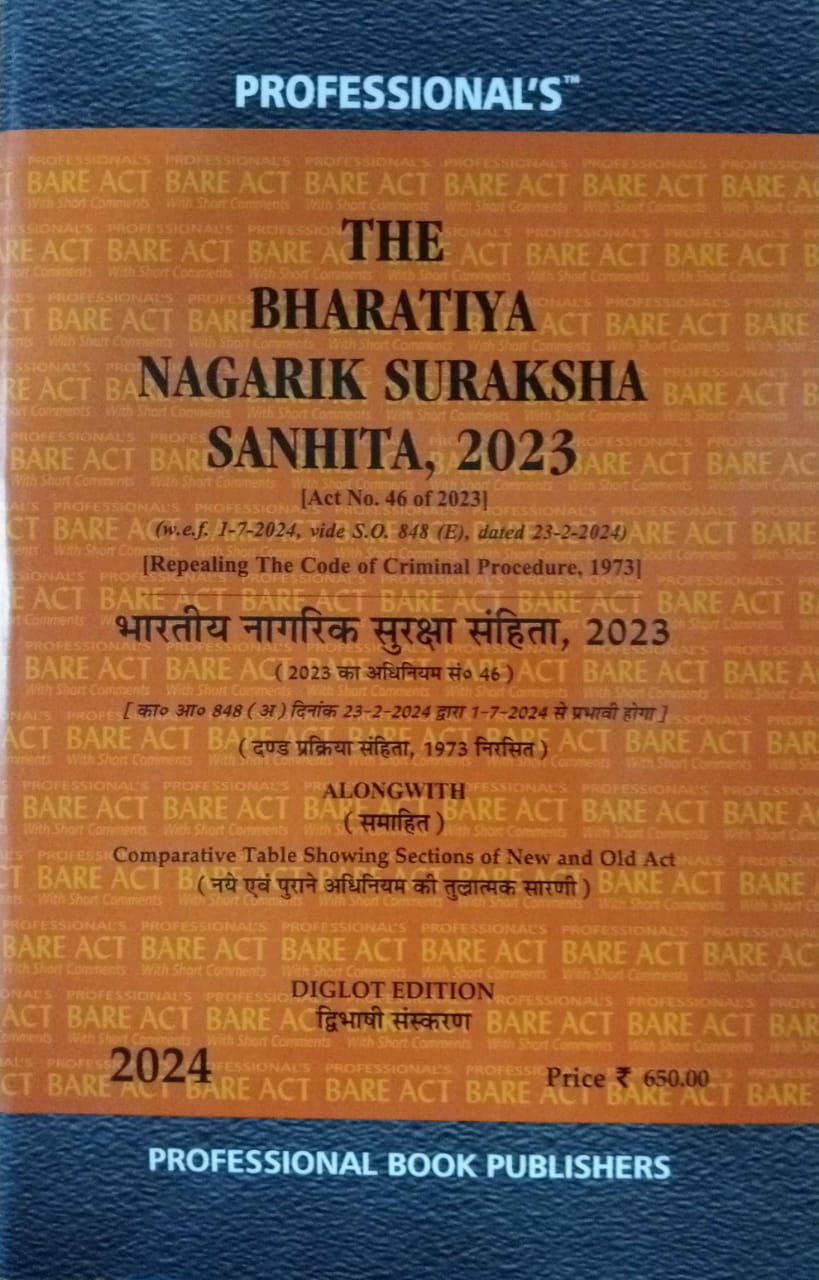 PROFESSIONAL'S™
THE
BHARATIYA
NAGARIK SURAKSHA
SANHITA, 2023
[Act No. 46 of 2023]
(w.e.f. 1-7-2024, vide S.O. 848 (E), dated 23-2-2024)
[Repealing The Code of Criminal Procedure, 1973]
भारतीय नागरिक सुरक्षा संहिता, 2023
( 2023 का अधिनियम सं० 46 )
[ का० आ० 848 ( अ ) दिनांक 23-2-2024 द्वारा 1-7-2024 से प्रभावी होगा ]
( दण्ड प्रक्रिया संहिता, 1973 निरसित )
ALONGWITH
( समाहित )
Comparative Table Showing Sections of New and Old Act
( नये एवं पुराने अधिनियम की तुलात्मक सारणी )
DIGLOT EDITION
द्विभाषी संस्करण
2024 Price ₹ 650.00
PROFESSIONAL BOOK PUBLISHERS